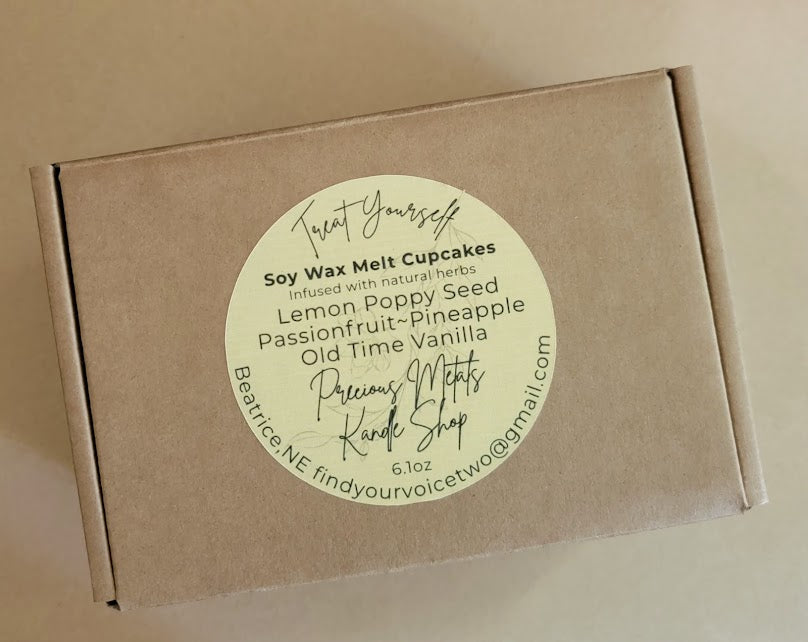 Treat Yourself
Soy Wax Melt Cupcakes
Infused with natural herbs
Lemon Poppy Seed
Passionfruit~Pineapple
Old Time Vanilla
Precious Metals
Kandle Shop
6.1oz
Beatrice,NE findyourvoicetwo@gmail.com